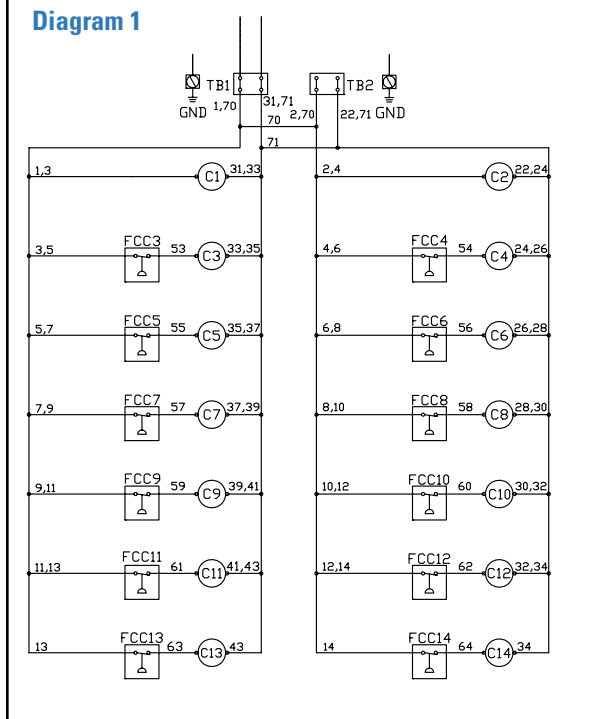 Diagram 1
TB1
TB2
GND
1,70
31,71
2,70
22,71
GND
70
71
1,3
C1
31,33
2,4
C2
22,24
FCC3
FCC4
3,5
53
C3
33,35
4,6
54
C4
24,26
FCC5
FCC6
5,7
55
C5
35,37
6,8
56
C6
26,28
FCC7
FCC8
7,9
57
C7
37,39
8,10
58
C8
28,30
FCC9
FCC10
9,11
59
C9
39,41
10,12
60
C10
30,32
FCC11
FCC12
11,13
61
C11
41,43
12,14
62
C12
32,34
FCC13
FCC14
13
63
C13
43
14
64
C14
34